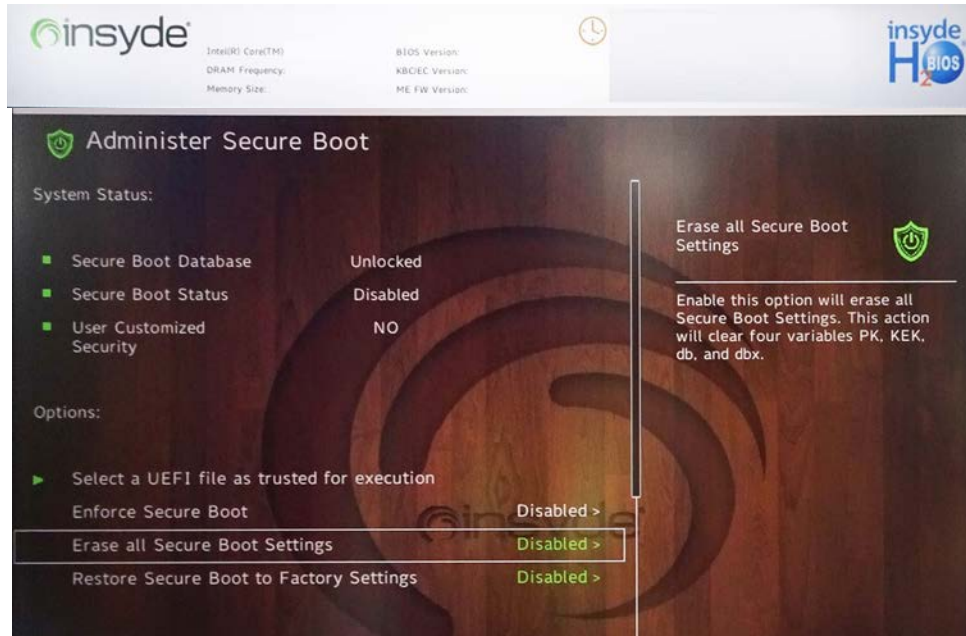 insyde
Intel(R) Core(TM)
DRAM Frequency:
Memory Size:
BIOS Version:
KBC/EC Version:
ME FW Version:
insyde
H2BIOS
Administer Secure Boot
System Status:
Secure Boot Database Unlocked
Secure Boot Status Disabled
User Customized Security NO
Options:
Select a UEFI file as trusted for execution
Enforce Secure Boot Disabled >
Erase all Secure Boot Settings Disabled >
Restore Secure Boot to Factory Settings Disabled >
insyde
Erase all Secure Boot
Settings
Enable this option will erase all
Secure Boot Settings. This action
will clear four variables PK, KEK,
db, and dbx.